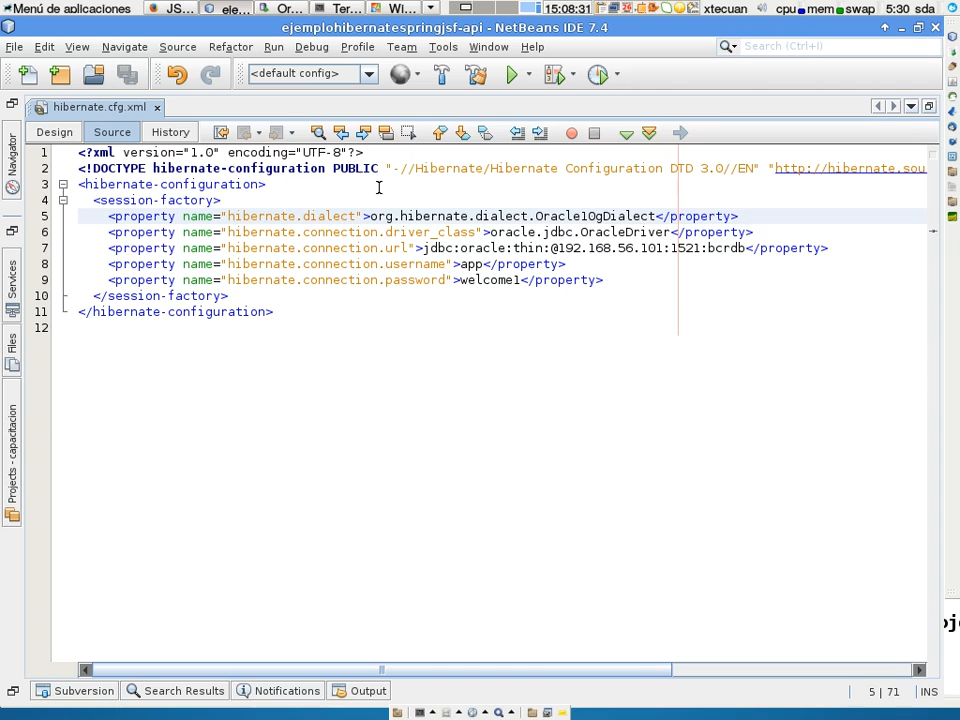 Menú de aplicaciones JS... ele... Or... Ter... Wi... 15:08:31 xtecuan cpu mem swap 5:30 sda
ejemplohibernatespringjsf-api - NetBeans IDE 7.4
File Edit View Navigate Source Refactor Run Debug Profile Team Tools Window Help Search (Ctrl+I)
<default config>
hibernate.cfg.xml
Design Source History
1 <?xml version="1.0" encoding="UTF-8"?>
2 <!DOCTYPE hibernate-configuration PUBLIC "-//Hibernate/Hibernate Configuration DTD 3.0//EN" "http://hibernate.sou
3 <hibernate-configuration>
4 <session-factory>
5 <property name="hibernate.dialect">org.hibernate.dialect.Oracle10gDialect</property>
6 <property name="hibernate.connection.driver_class">oracle.jdbc.OracleDriver</property>
7 <property name="hibernate.connection.url">jdbc:oracle:thin:@192.168.56.101:1521:bcrdb</property>
8 <property name="hibernate.connection.username">app</property>
9 <property name="hibernate.connection.password">welcome1</property>
10 </session-factory>
11 </hibernate-configuration>
12
Navigator
Services
Files
Projects - capacitacion
Subversion Search Results Notifications Output 5 | 71 INS